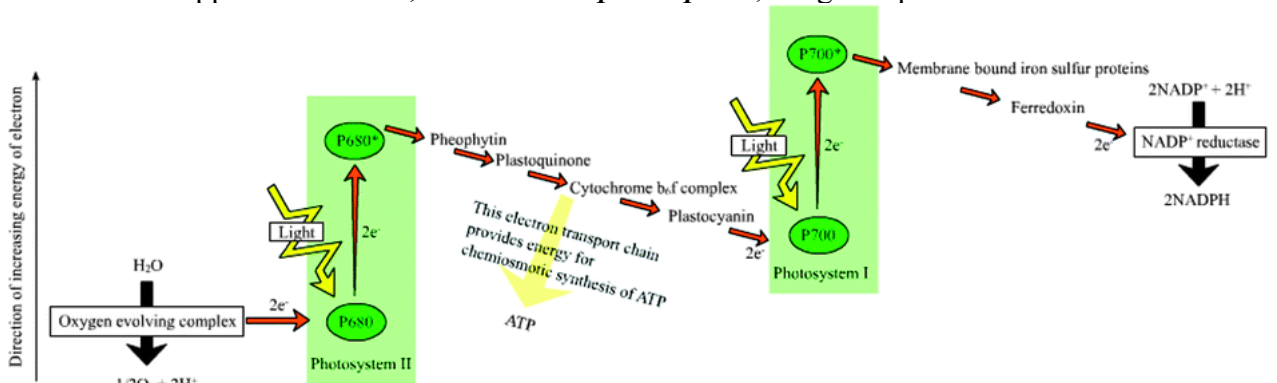 Direction of increasing energy of electron
H₂O
Oxygen evolving complex
2e⁻
Light
P680*
2e⁻
P680
Photosystem II
Pheophytin
Plastoquinone
Cytochrome b₆f complex
Plastocyanin
2e⁻
This electron transport chain
provides energy for
chemiosmotic synthesis of ATP
ATP
Light
P700*
2e⁻
P700
Photosystem I
Membrane bound iron sulfur proteins
Ferredoxin
2e⁻
2NADP⁺ + 2H⁺
NADP⁺ reductase
2NADPH